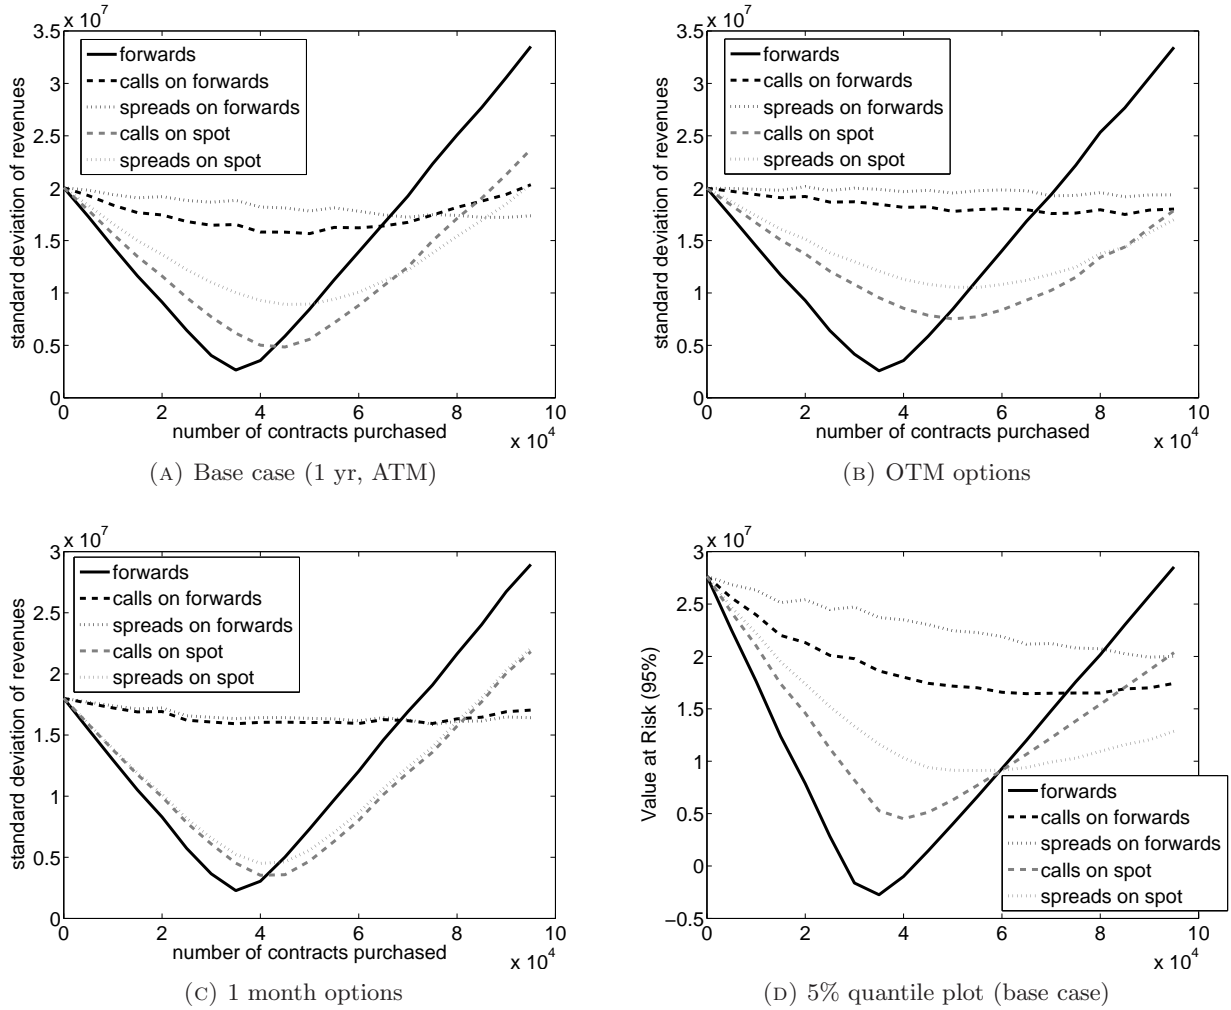 x 10^7
3.5
3
2.5
2
1.5
1
0.5
0
standard deviation of revenues
forwards
calls on forwards
spreads on forwards
calls on spot
spreads on spot
0 2 4 6 8 10
number of contracts purchased
x 10^4
(A) Base case (1 yr, ATM)
x 10^7
3.5
3
2.5
2
1.5
1
0.5
0
standard deviation of revenues
forwards
calls on forwards
spreads on forwards
calls on spot
spreads on spot
0 2 4 6 8 10
number of contracts purchased
x 10^4
(B) OTM options
x 10^7
3
2.5
2
1.5
1
0.5
0
standard deviation of revenues
forwards
calls on forwards
spreads on forwards
calls on spot
spreads on spot
0 2 4 6 8 10
number of contracts purchased
x 10^4
(C) 1 month options
x 10^7
3
2.5
2
1.5
1
0.5
0
−0.5
Value at Risk (95%)
forwards
calls on forwards
spreads on forwards
calls on spot
spreads on spot
0 2 4 6 8 10
x 10^4
(D) 5% quantile plot (base case)